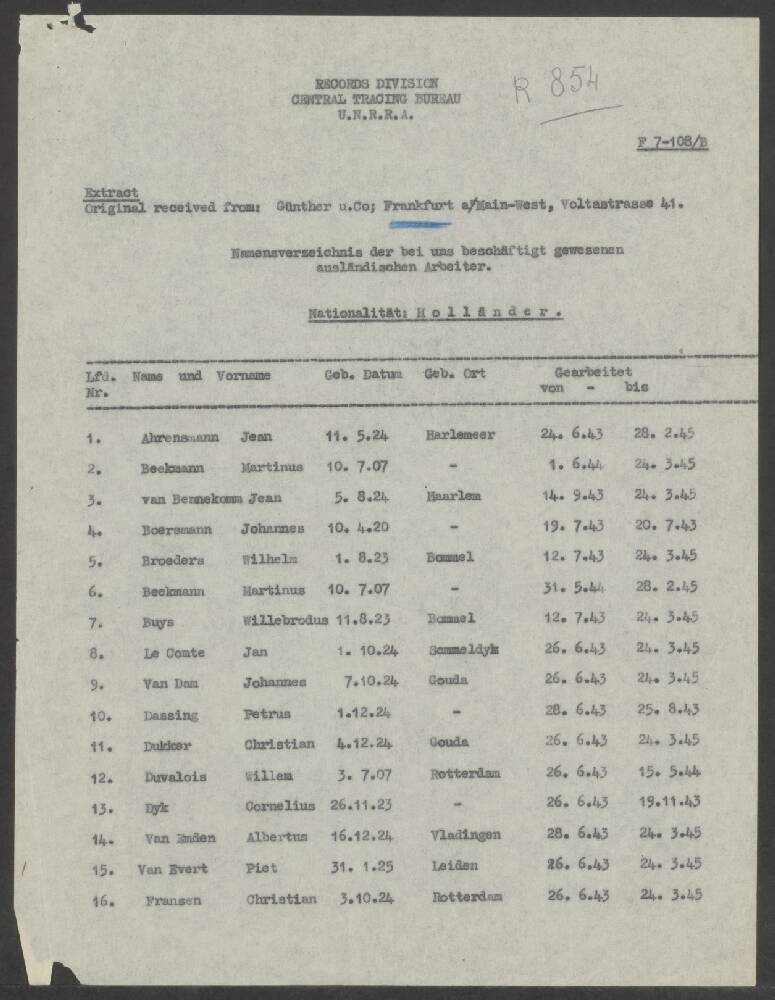 RECORDS DIVISION
CENTRAL TRACING BUREAU
U.N.R.R.A.
R 854
F 7-108/B
Extract
Original received from: Günther u.Co; Frankfurt a/Main-West, Voltastrasse 41.
Namensverzeichnis der bei uns beschäftigt gewesenen
ausländischen Arbeiter.
Nationalität: H o l l ä n d e r .
Lfd. Name und Vorname Geb. Datum Geb. Ort Gearbeitet
Nr. von - bis
1. Ahrensmann Jean 11. 5.24 Harlemeer 24. 6.43 28. 2.45
2. Beekmann Martinus 10. 7.07 - 1. 6.44 24. 3.45
3. van Bennekomm Jean 5. 8.24 Haarlem 14. 9.43 24. 3.45
4. Boersmann Johannes 10. 4.20 - 19. 7.43 20. 7.43
5. Broeders Wilhelm 1. 8.23 Bommel 12. 7.43 24. 3.45
6. Beckmann Martinus 10. 7.07 - 31. 5.44 28. 2.45
7. Buys Willebrodus 11.8.23 Bommel 12. 7.43 24. 3.45
8. Le Comte Jan 1. 10.24 Sommeldyk 26. 6.43 24. 3.45
9. Van Dam Johannes 7.10.24 Gouda 26. 6.43 24. 3.45
10. Dassing Petrus 1.12.24 - 28. 6.43 25. 8.43
11. Dukker Christian 4.12.24 Gouda 26. 6.43 24. 3.45
12. Duvalois Willem 3. 7.07 Rotterdam 26. 6.43 15. 5.44
13. Dyk Cornelius 26.11.23 - 26. 6.43 19.11.43
14. Van Emden Albertus 16.12.24 Vladingen 28. 6.43 24. 3.45
15. Van Evert Piet 31. 1.25 Leiden 26. 6.43 24. 3.45
16. Fransen Christian 3.10.24 Rotterdam 26. 6.43 24. 3.45